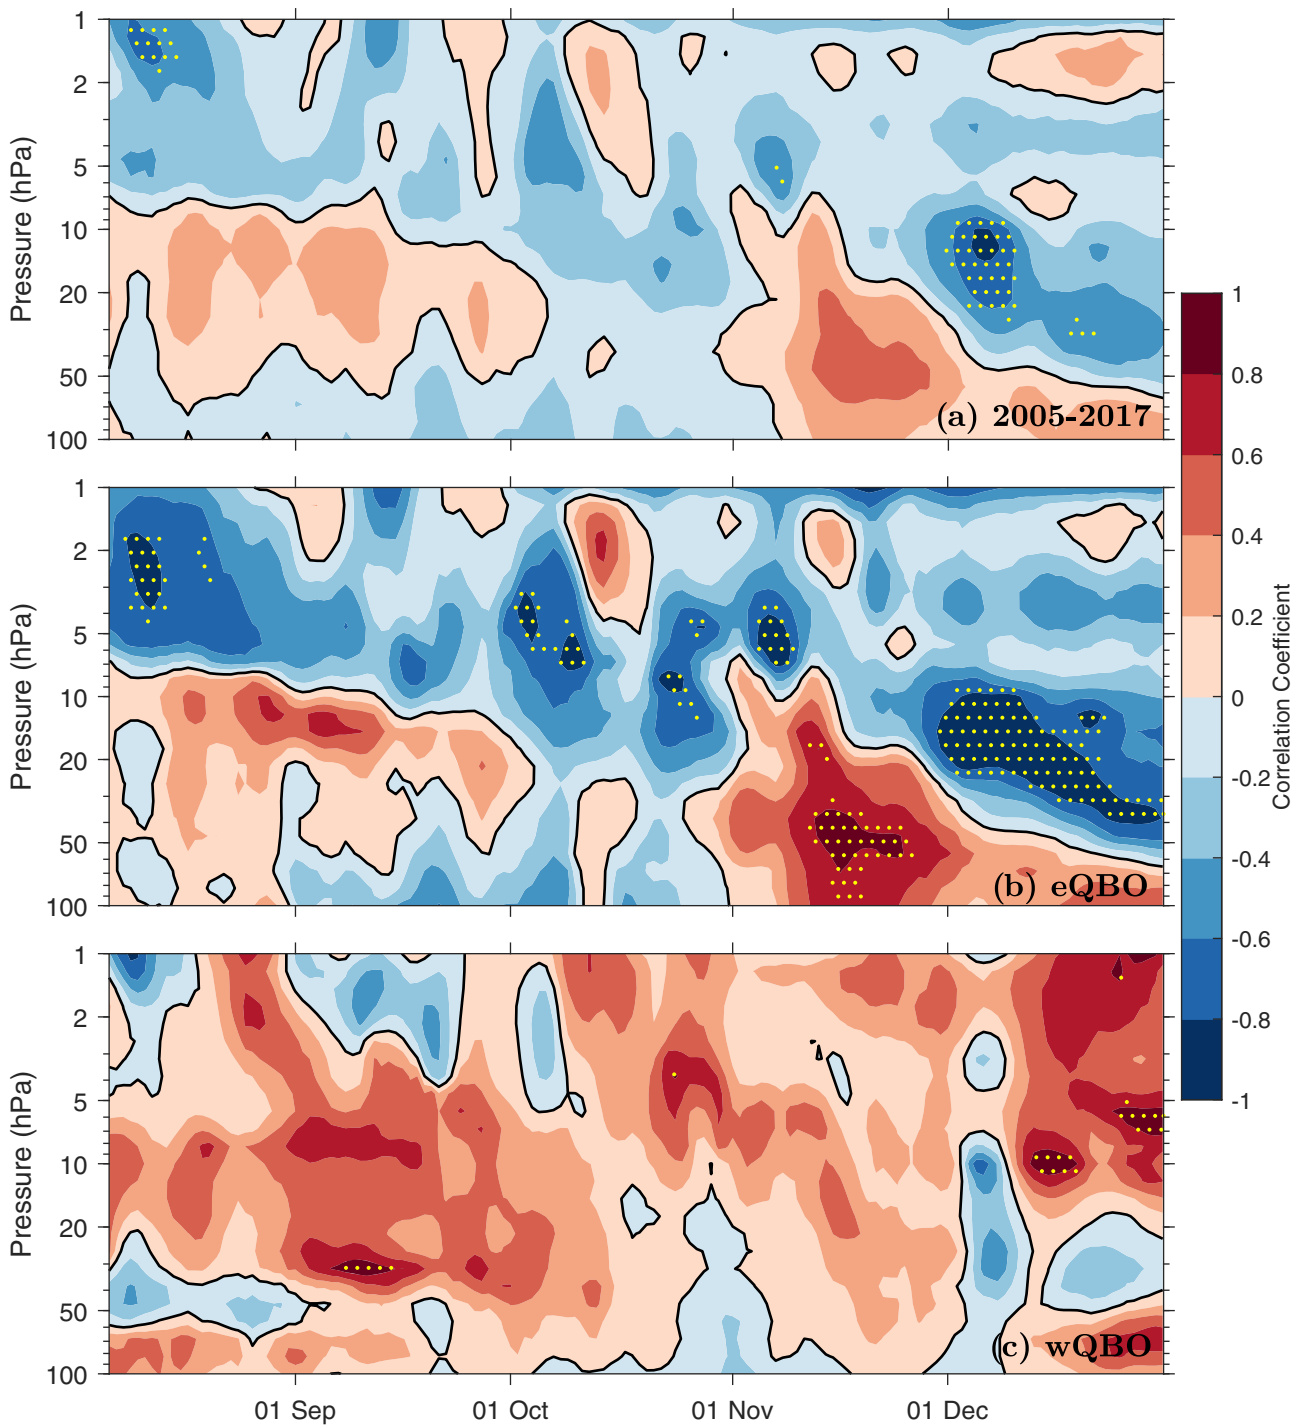 1
2
5
10
20
50
100
Pressure (hPa)
(a) 2005-2017
1
2
5
10
20
50
100
Pressure (hPa)
(b) eQBO
1
2
5
10
20
50
100
Pressure (hPa)
(c) wQBO
01 Sep
01 Oct
01 Nov
01 Dec
1
0.8
0.6
0.4
0.2
0
-0.2
-0.4
-0.6
-0.8
-1
Correlation Coefficient